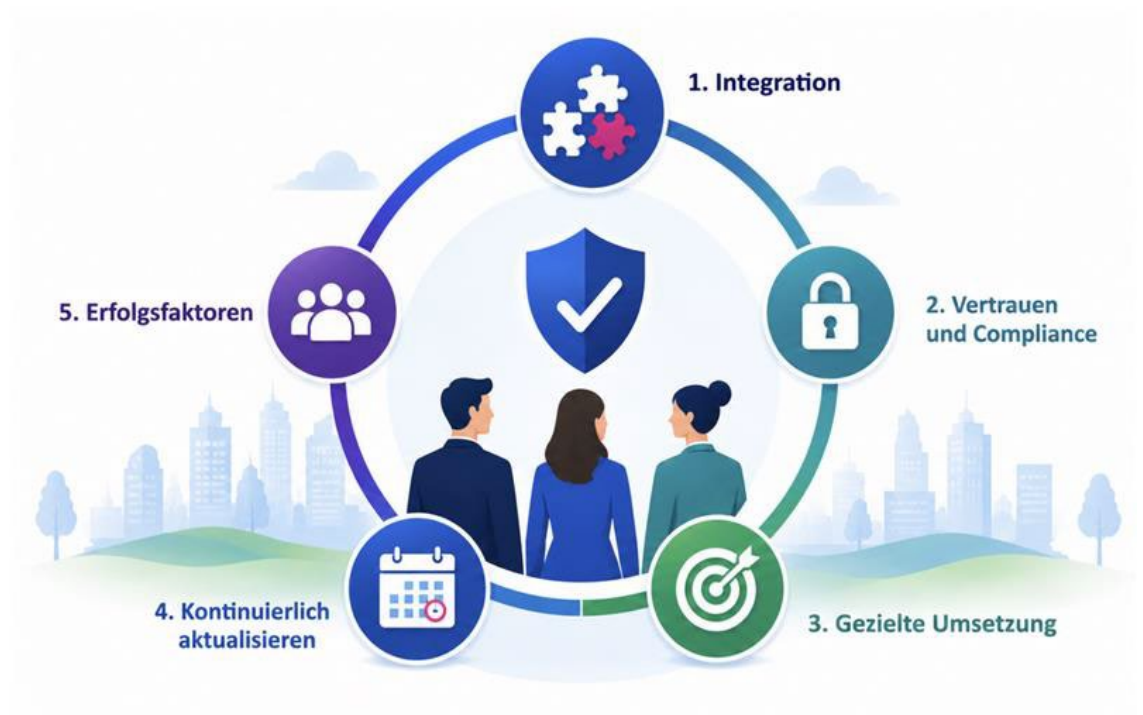 1. Integration
2. Vertrauen
und Compliance
3. Gezielte Umsetzung
4. Kontinuierlich
aktualisieren
5. Erfolgsfaktoren